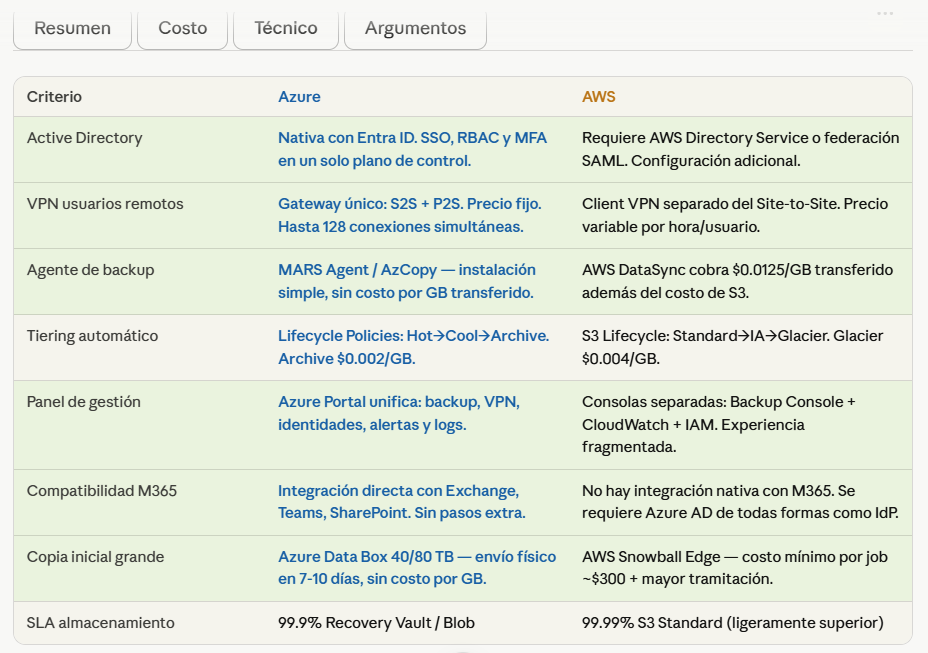 Resumen Costo Técnico Argumentos
Criterio Azure AWS
Active Directory
Nativa con Entra ID. SSO, RBAC y MFA
en un solo plano de control.
Requiere AWS Directory Service o federación
SAML. Configuración adicional.
VPN usuarios remotos
Gateway único: S2S + P2S. Precio fijo.
Hasta 128 conexiones simultáneas.
Client VPN separado del Site-to-Site. Precio
variable por hora/usuario.
Agente de backup
MARS Agent / AzCopy — instalación
simple, sin costo por GB transferido.
AWS DataSync cobra $0.0125/GB transferido
además del costo de S3.
Tiering automático
Lifecycle Policies: Hot→Cool→Archive.
Archive $0.002/GB.
S3 Lifecycle: Standard→IA→Glacier. Glacier
$0.004/GB.
Panel de gestión
Azure Portal unifica: backup, VPN,
identidades, alertas y logs.
Consolas separadas: Backup Console +
CloudWatch + IAM. Experiencia
fragmentada.
Compatibilidad M365
Integración directa con Exchange,
Teams, SharePoint. Sin pasos extra.
No hay integración nativa con M365. Se
requiere Azure AD de todas formas como IdP.
Copia inicial grande
Azure Data Box 40/80 TB — envío físico
en 7-10 días, sin costo por GB.
AWS Snowball Edge — costo mínimo por job
~$300 + mayor tramitación.
SLA almacenamiento
99.9% Recovery Vault / Blob
99.99% S3 Standard (ligeramente superior)